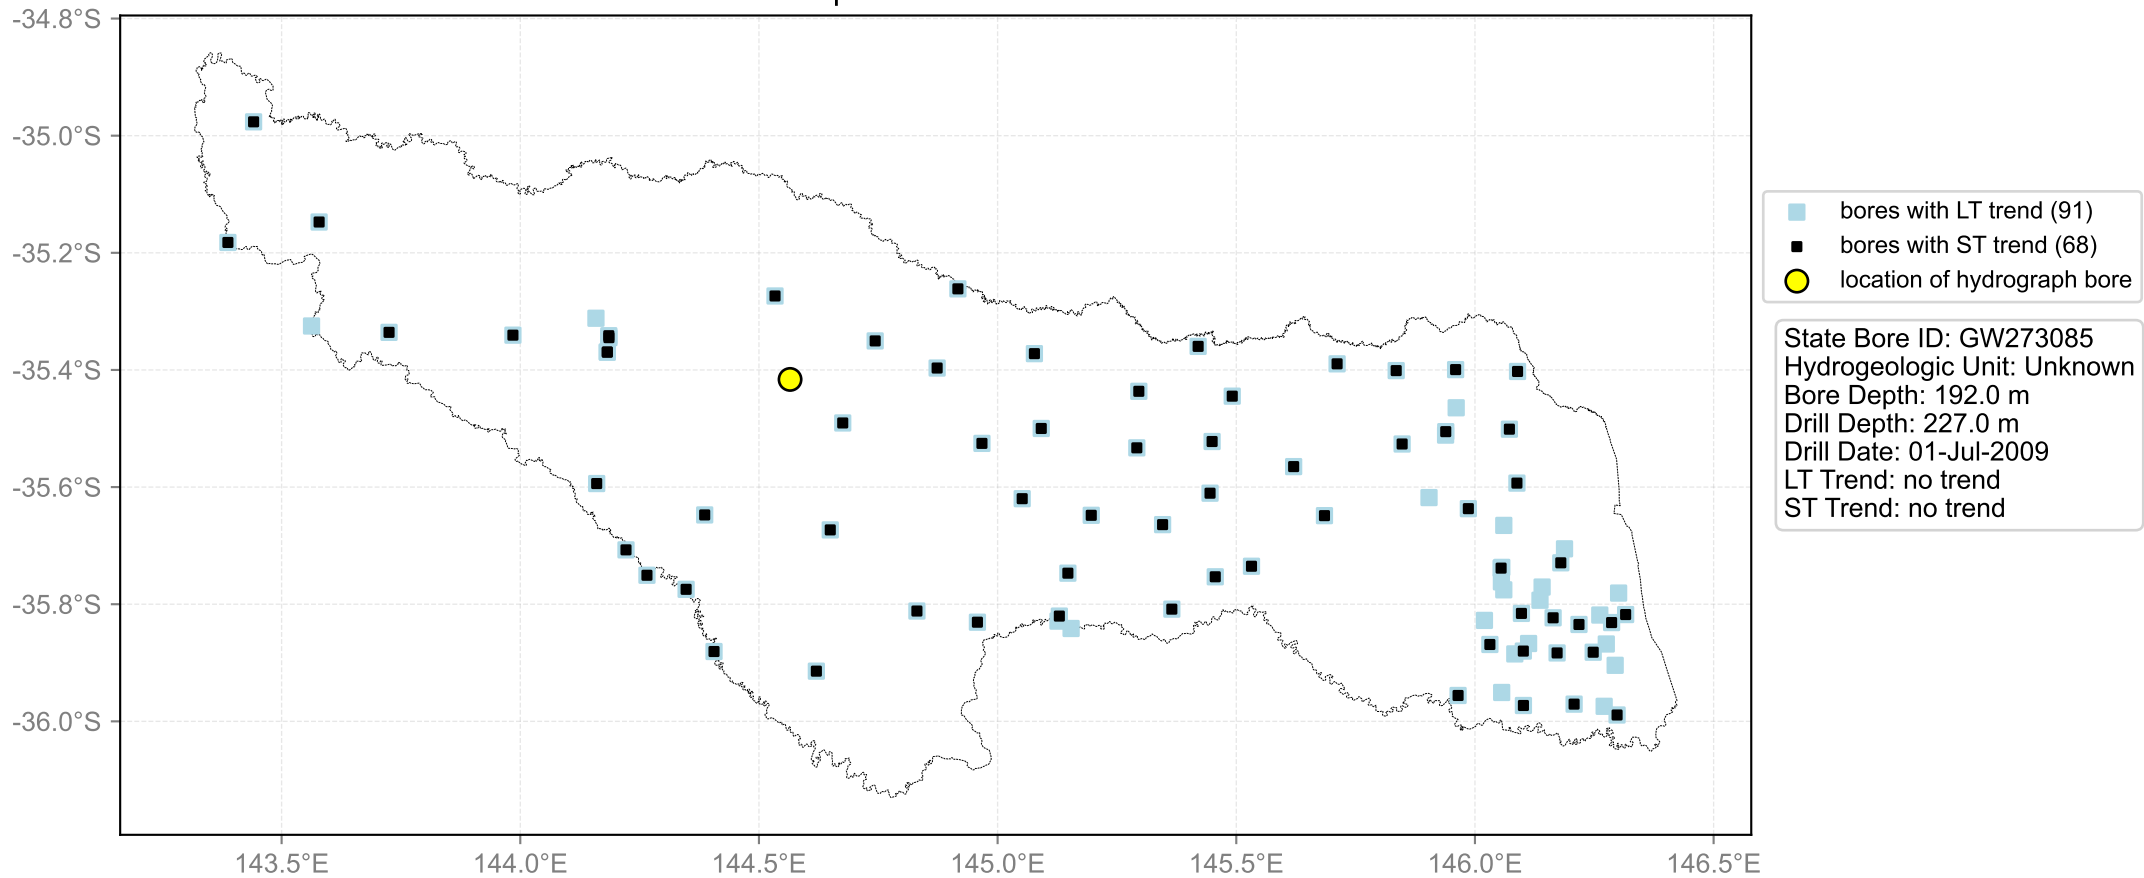 -34.8°S
-35.0°S
-35.2°S
-35.4°S
-35.6°S
-35.8°S
-36.0°S
143.5°E
144.0°E
144.5°E
145.0°E
145.5°E
146.0°E
146.5°E
bores with LT trend (91)
bores with ST trend (68)
location of hydrograph bore
State Bore ID: GW273085
Hydrogeologic Unit: Unknown
Bore Depth: 192.0 m
Drill Depth: 227.0 m
Drill Date: 01-Jul-2009
LT Trend: no trend
ST Trend: no trend